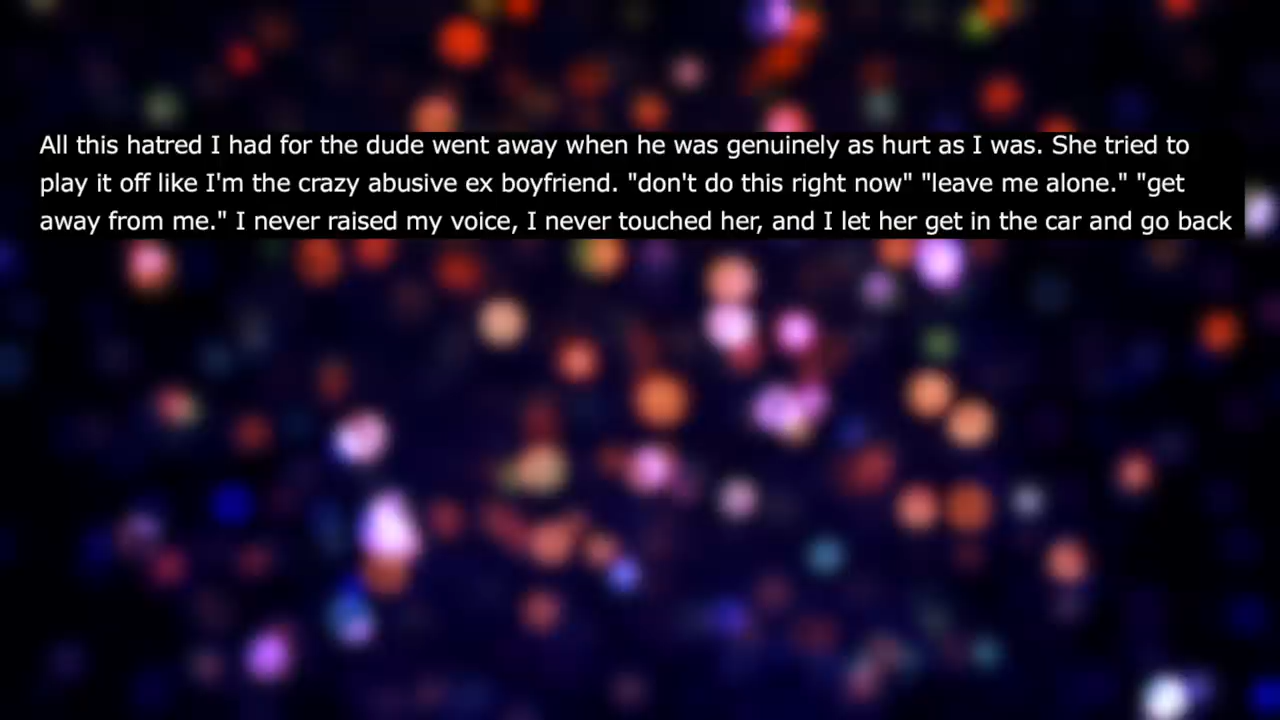 All this hatred I had for the dude went away when he was genuinely as hurt as I was. She tried to
play it off like I'm the crazy abusive ex boyfriend. "don't do this right now" "leave me alone." "get
away from me." I never raised my voice, I never touched her, and I let her get in the car and go back